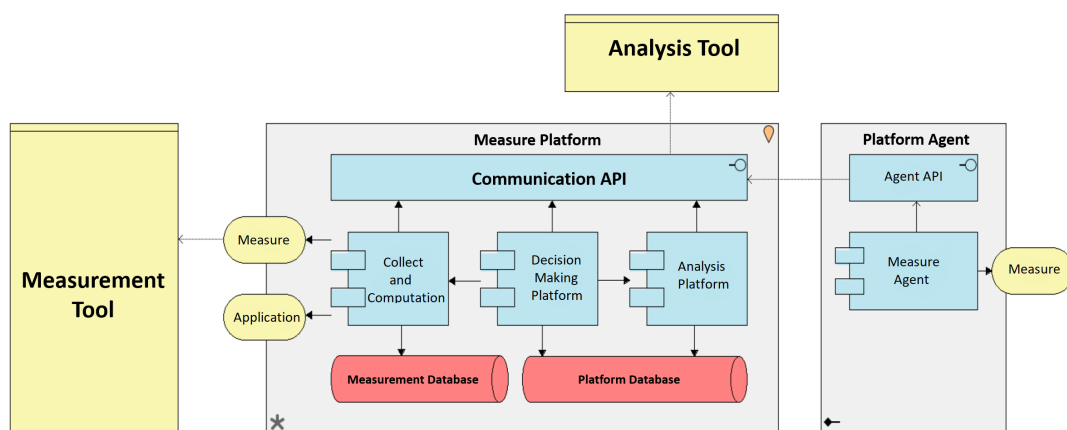 Analysis Tool
Measurement
Tool
Measure Platform
Communication API
Measure
Application
Collect
and
Computation
Decision
Making
Platform
Analysis
Platform
Measurement Database
Platform Database
Platform Agent
Agent API
Measure
Agent
Measure